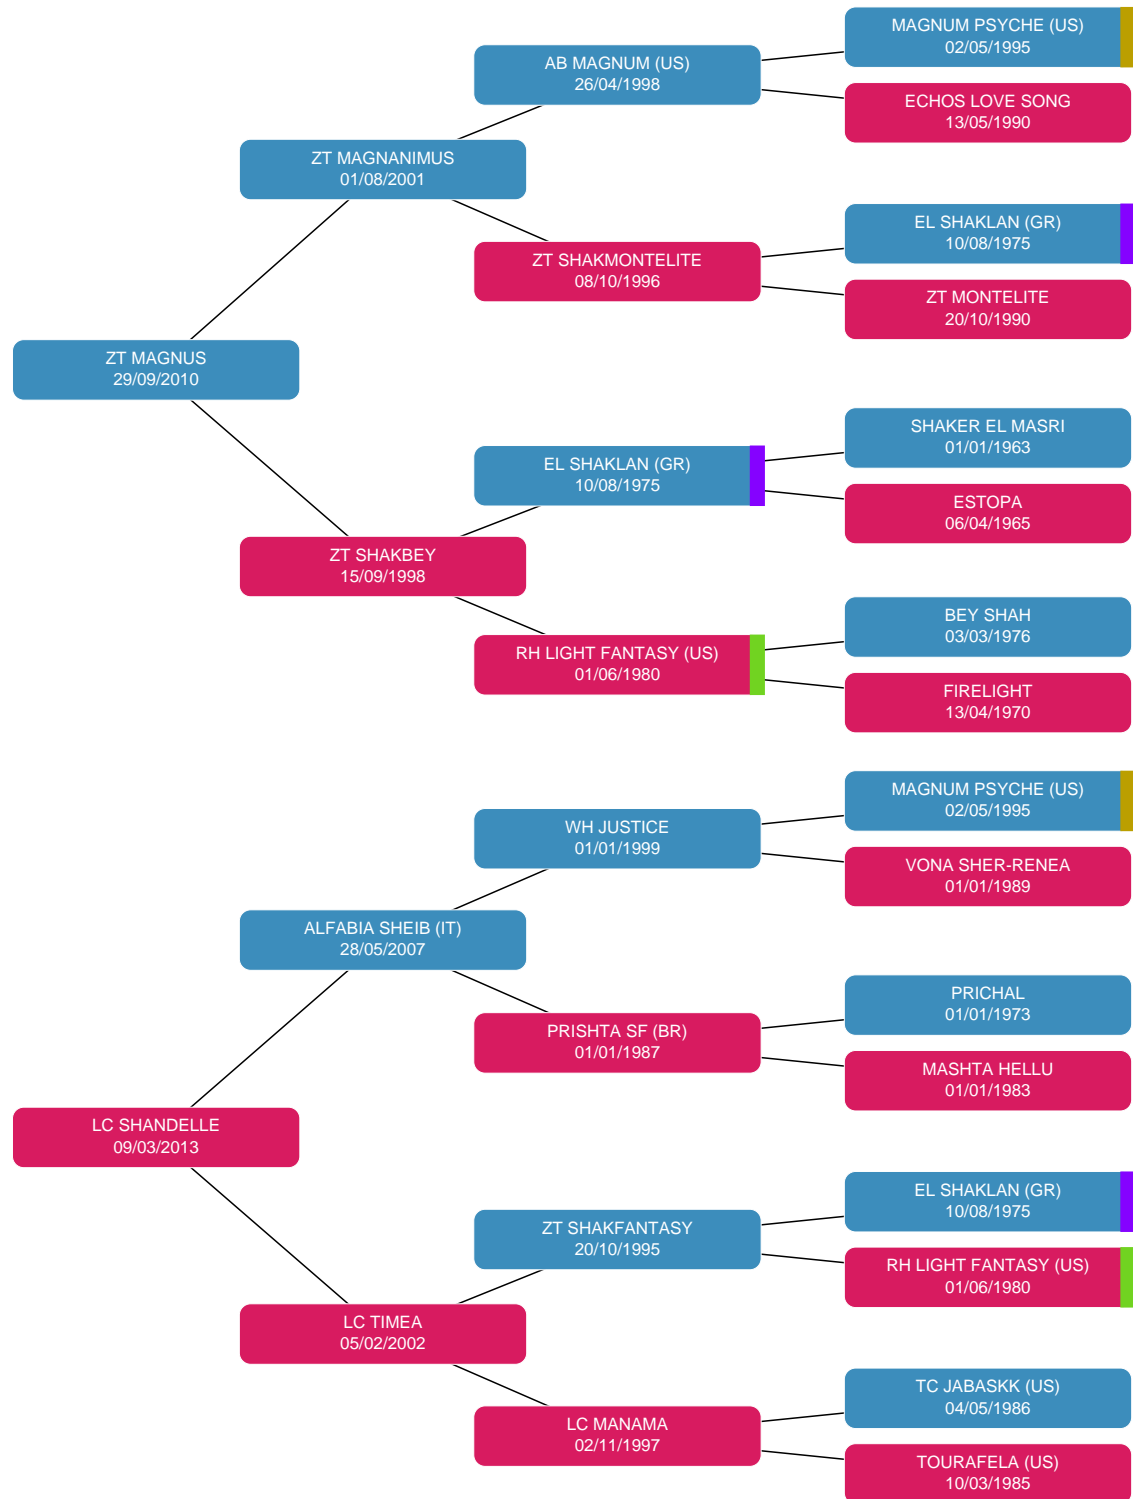 MAGNUM PSYCHE (US)
02/05/1995
AB MAGNUM (US)
26/04/1998
ECHOS LOVE SONG
13/05/1990
ZT MAGNANIMUS
01/08/2001
EL SHAKLAN (GR)
10/08/1975
ZT SHAKMONTELITE
08/10/1996
ZT MONTELITE
20/10/1990
ZT MAGNUS
29/09/2010
SHAKER EL MASRI
01/01/1963
EL SHAKLAN (GR)
10/08/1975
ESTOPA
06/04/1965
ZT SHAKBEY
15/09/1998
BEY SHAH
03/03/1976
RH LIGHT FANTASY (US)
01/06/1980
FIRELIGHT
13/04/1970
MAGNUM PSYCHE (US)
02/05/1995
WH JUSTICE
01/01/1999
VONA SHER-RENEA
01/01/1989
ALFABIA SHEIB (IT)
28/05/2007
PRICHAL
01/01/1973
PRISHTA SF (BR)
01/01/1987
MASHTA HELLU
01/01/1983
LC SHANDELLE
09/03/2013
EL SHAKLAN (GR)
10/08/1975
ZT SHAKFANTASY
20/10/1995
RH LIGHT FANTASY (US)
01/06/1980
LC TIMEA
05/02/2002
TC JABASKK (US)
04/05/1986
LC MANAMA
02/11/1997
TOURAFELA (US)
10/03/1985